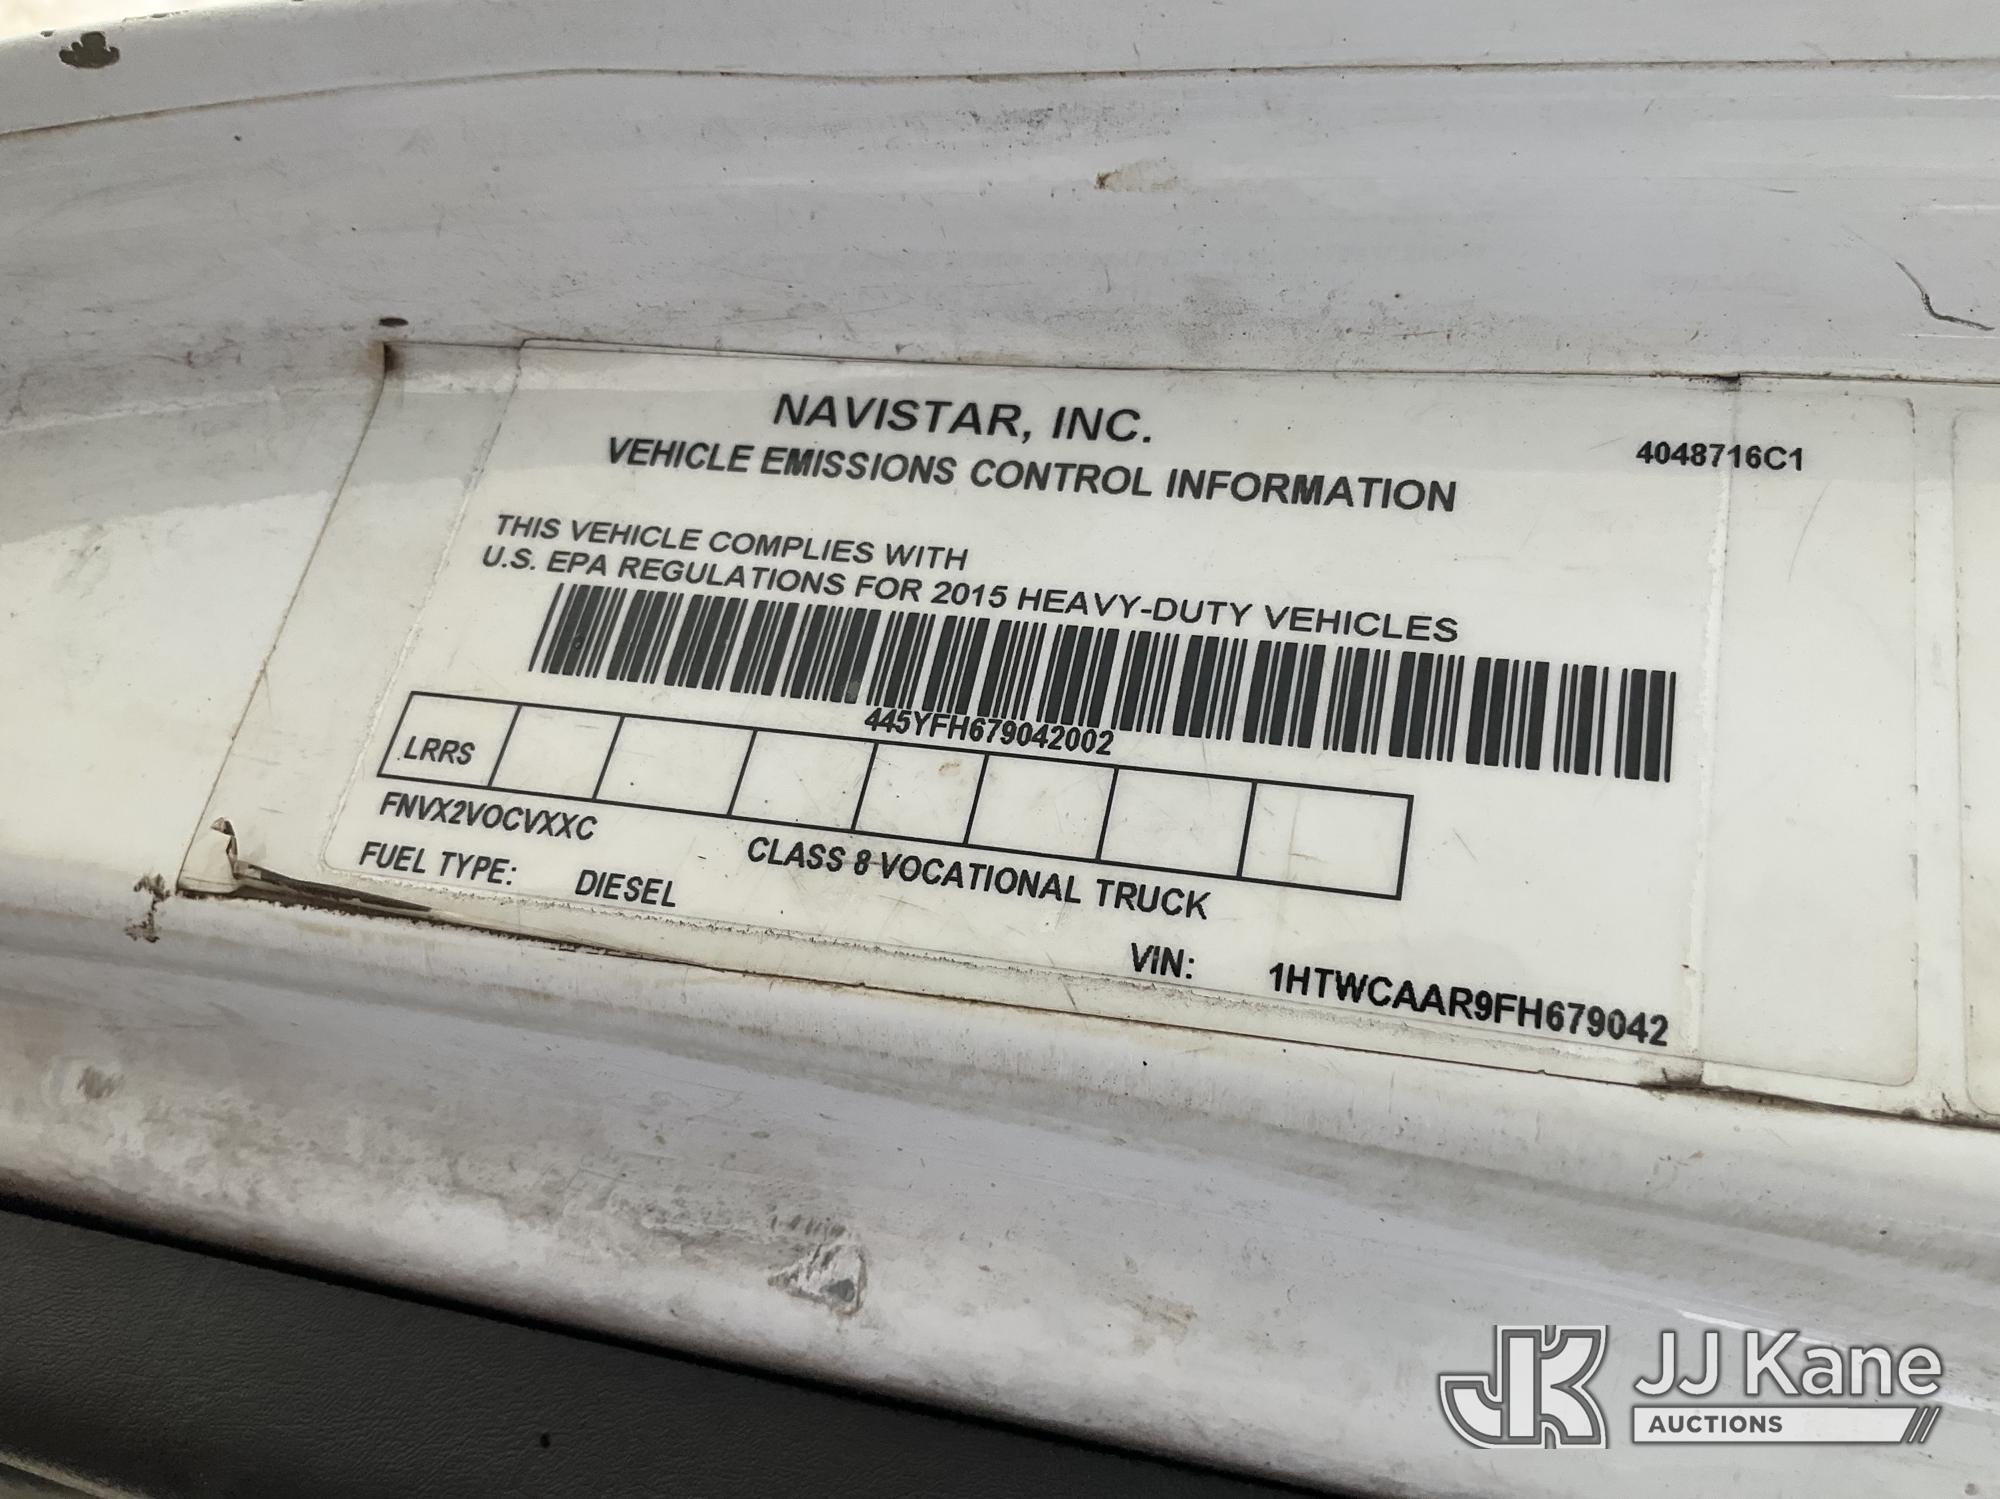 NAVISTAR, INC.
4048716C1
VEHICLE EMISSIONS CONTROL INFORMATION
THIS VEHICLE COMPLIES WITH
U.S. EPA REGULATIONS FOR 2015 HEAVY-DUTY VEHICLES
445YFH679042002
LRRS
FNVX2VOCVXXC
CLASS 8 VOCATIONAL TRUCK
FUEL TYPE: DIESEL
VIN: 1HTWCAAR9FH679042
JK JJ Kane
AUCTIONS